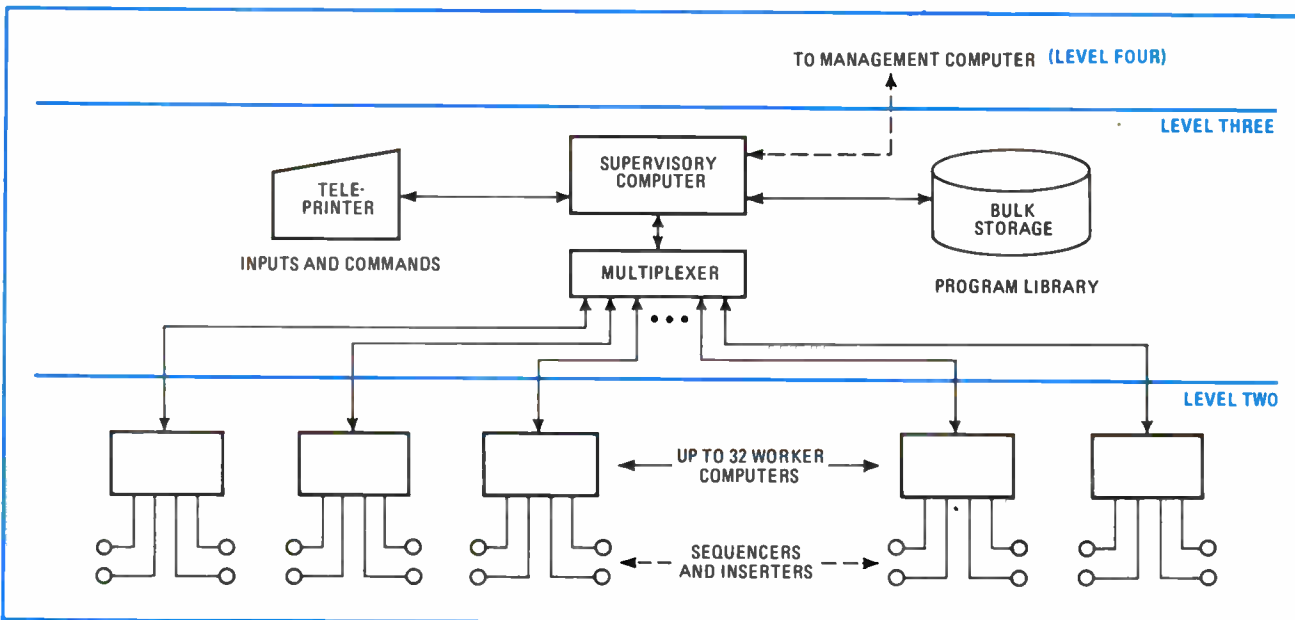 TO MANAGEMENT COMPUTER (LEVEL FOUR)
LEVEL THREE
SUPERVISORY
COMPUTER
TELE-
PRINTER
BULK
STORAGE
INPUTS AND COMMANDS
MULTIPLEXER
PROGRAM LIBRARY
LEVEL TWO
UP TO 32 WORKER
COMPUTERS
SEQUENCERS
AND INSERTERS